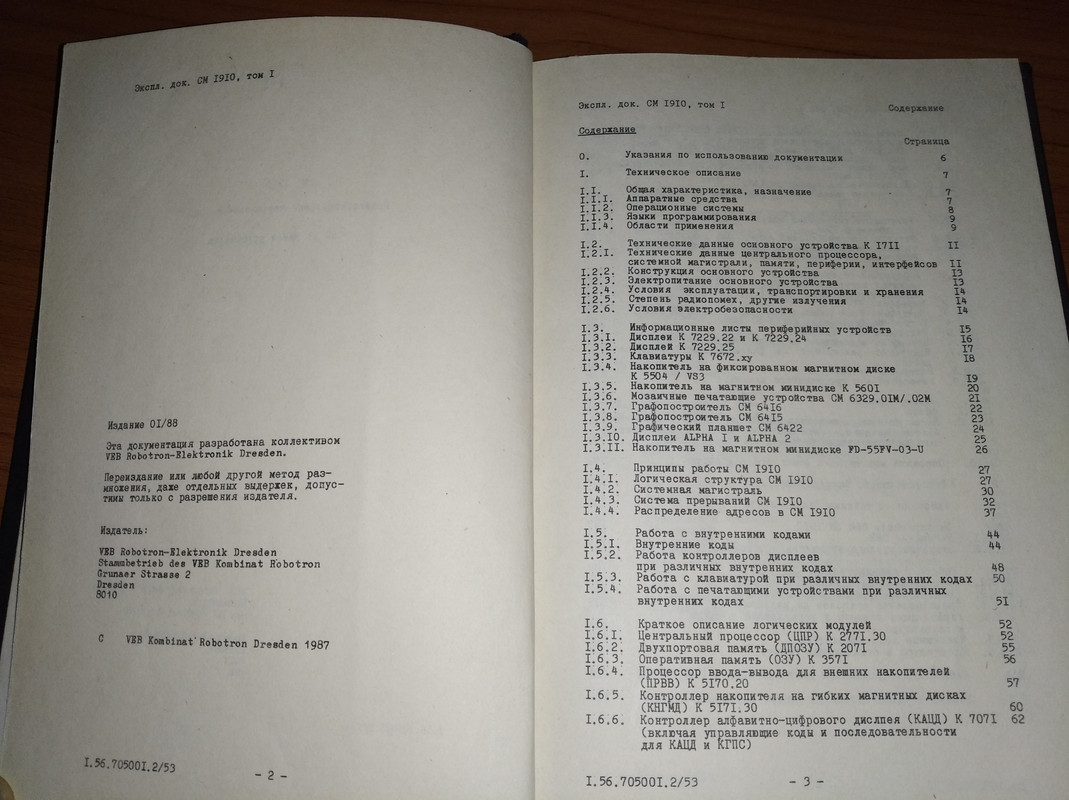 Экспл. док. СМ I9IO, том I
Издание OI/88
Эта документация разработана коллективом
VEB Robotron-Elektronik Dresden.
Переиздание или любой другой метод раз-
множения, даже отдельных выдержек, допус-
тимы только с разрешения издателя.
Издатель:
VEB Robotron-Elektronik Dresden
Stammbetrieb des VEB Kombinat Robotron
Grunaer Strasse 2
Dresden
8010
C VEB Kombinat Robotron Dresden 1987
I.56.70500I.2/53
- 2 -
Экспл. док. СМ I9IO, том I Содержание
Содержание
Страница
O. Указания по использованию документации 6
I. Техническое описание 7
I.I. Общая характеристика, назначение 7
I.I.I. Аппаратные средства 7
I.I.2. Операционные системы 8
I.I.3. Языки программирования 9
I.I.4. Области применения 9
I.2. Технические данные основного устройства К I7II II
I.2.I. Технические данные центрального процессора,
системной магистрали, памяти, периферии, интерфейсов II
I.2.2. Конструкция основного устройства I3
I.2.3. Электропитание основного устройства I3
I.2.4. Условия эксплуатации, транспортировки и хранения I4
I.2.5. Степень радиопомех, другие излучения I4
I.2.6. Условия электробезопасности I4
I.3. Информационные листы периферийных устройств I5
I.3.I. Дисплеи К 7229.22 и К 7229.24 I6
I.3.2. Дисплей К 7229.25 I7
I.3.3. Клавиатуры К 7672.xy I8
I.3.4. Накопитель на фиксированном магнитном диске
К 5504 / VS3 I9
I.3.5. Накопитель на магнитном минидиске К 560I 20
I.3.6. Мозаичные печатающие устройства СМ 6329.OIM/.02M 2I
I.3.7. Графопостроитель СМ 64I6 22
I.3.8. Графопостроитель СМ 64I5 23
I.3.9. Графический планшет СМ 6422 24
I.3.IO. Дисплеи ALPHA I и ALPHA 2 25
I.3.II. Накопитель на магнитном минидиске FD-55FV-03-U 26
I.4. Принципы работы СМ I9IO 27
I.4.I. Логическая структура СМ I9IO 27
I.4.2. Системная магистраль 30
I.4.3. Система прерываний СМ I9IO 32
I.4.4. Распределение адресов в СМ I9IO 37
I.5. Работа с внутренними кодами 44
I.5.I. Внутренние коды 44
I.5.2. Работа контроллеров дисплеев
при различных внутренних кодах 48
I.5.3. Работа с клавиатурой при различных внутренних кодах 50
I.5.4. Работа с печатающими устройствами при различных
внутренних кодах 5I
I.6. Краткое описание логических модулей 52
I.6.I. Центральный процессор (ЦПР) К 277I.30 52
I.6.2. Двухпортовая память (ДПОЗУ) К 207I 55
I.6.3. Оперативная память (ОЗУ) К 357I 56
I.6.4. Процессор ввода-вывода для внешних накопителей
(ПРВВ) К 5I70.20 57
I.6.5. Контроллер накопителя на гибких магнитных дисках
(КНГМД) К 5I7I.30 60
I.6.6. Контроллер алфавитно-цифрового дислпея (КАЦД) К 707I 62
(включая управляющие коды и последовательности
для КАЦД и КГПС)
I.56.70500I.2/53
- 3 -